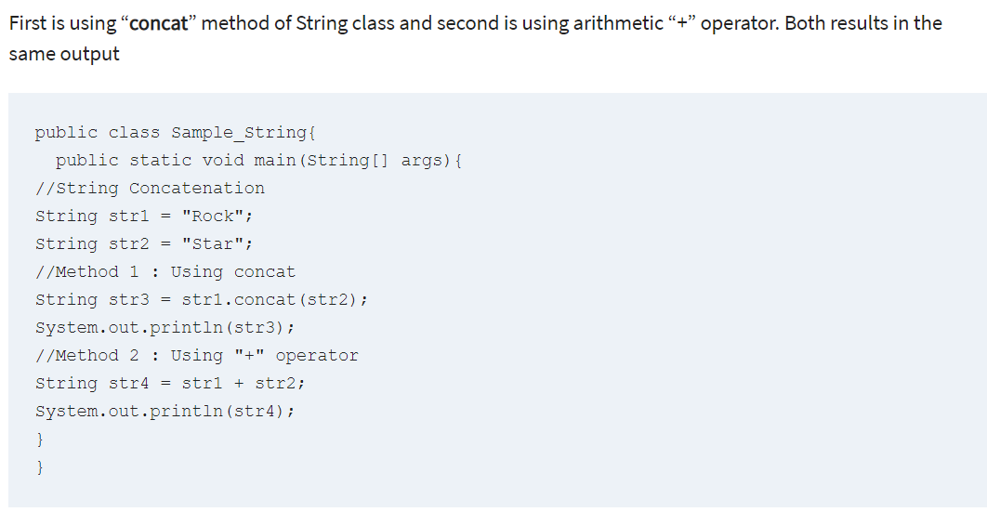 First is using “concat” method of String class and second is using arithmetic “+” operator. Both results in the
same output
public class Sample_String{
  public static void main(String[] args){
//String Concatenation
String str1 = "Rock";
String str2 = "Star";
//Method 1 : Using concat
String str3 = str1.concat(str2);
System.out.println(str3);
//Method 2 : Using "+" operator
String str4 = str1 + str2;
System.out.println(str4);
}
}